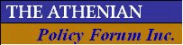 THE ATHENIAN
Policy Forum Inc.